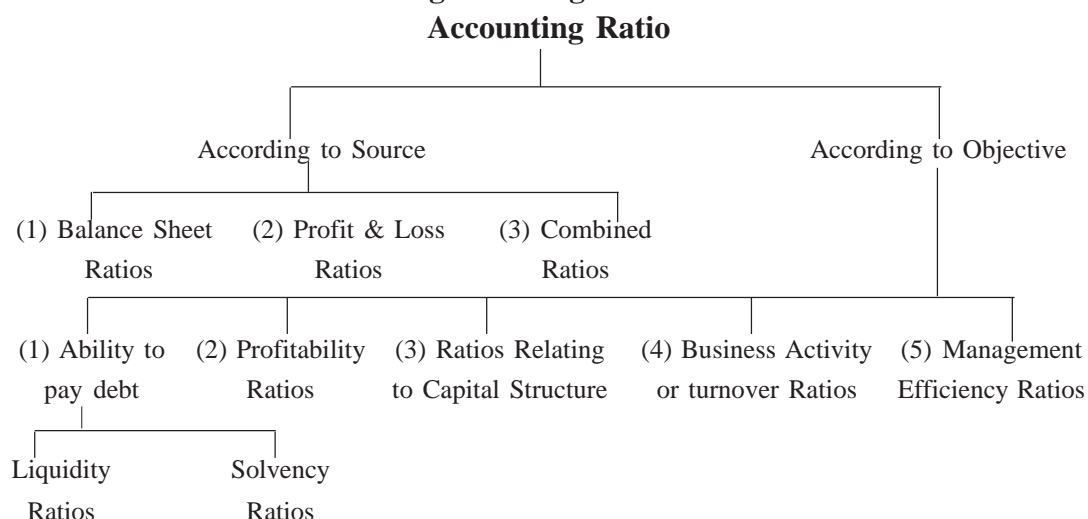 Accounting Ratio
According to Source According to Objective
(1) Balance Sheet (2) Profit & Loss (3) Combined
Ratios Ratios Ratios
(1) Ability to (2) Profitability (3) Ratios Relating (4) Business Activity (5) Management
pay debt Ratios to Capital Structure or turnover Ratios Efficiency Ratios
Liquidity Solvency
Ratios Ratios